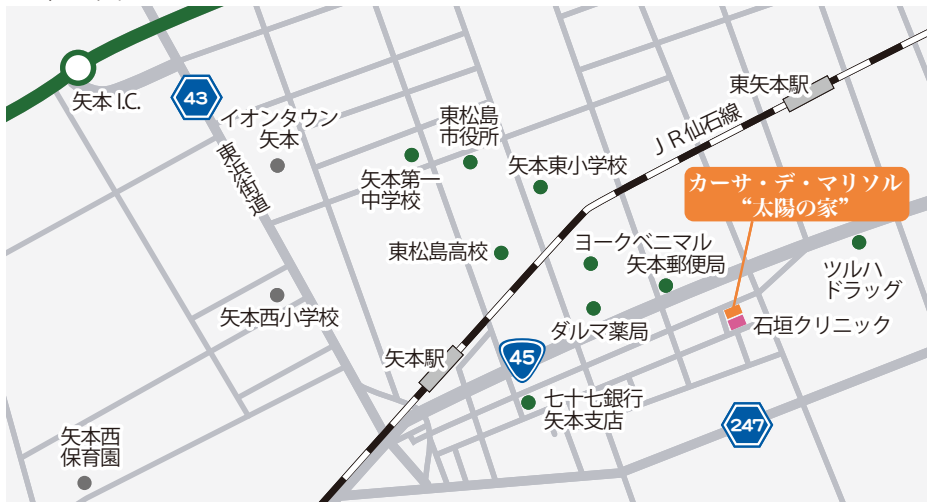 矢本 I.C.
43
イオンタウン
矢本
東浜街道
東松島
市役所
矢本第一
中学校
矢本東小学校
JR仙石線
東矢本駅
カーサ・デ・マリソル
“太陽の家”
東松島高校
ヨークベニマル
矢本郵便局
ツルハ
ドラッグ
矢本西小学校
ダルマ薬局
石垣クリニック
矢本駅
45
七十七銀行
矢本支店
247
矢本西
保育園